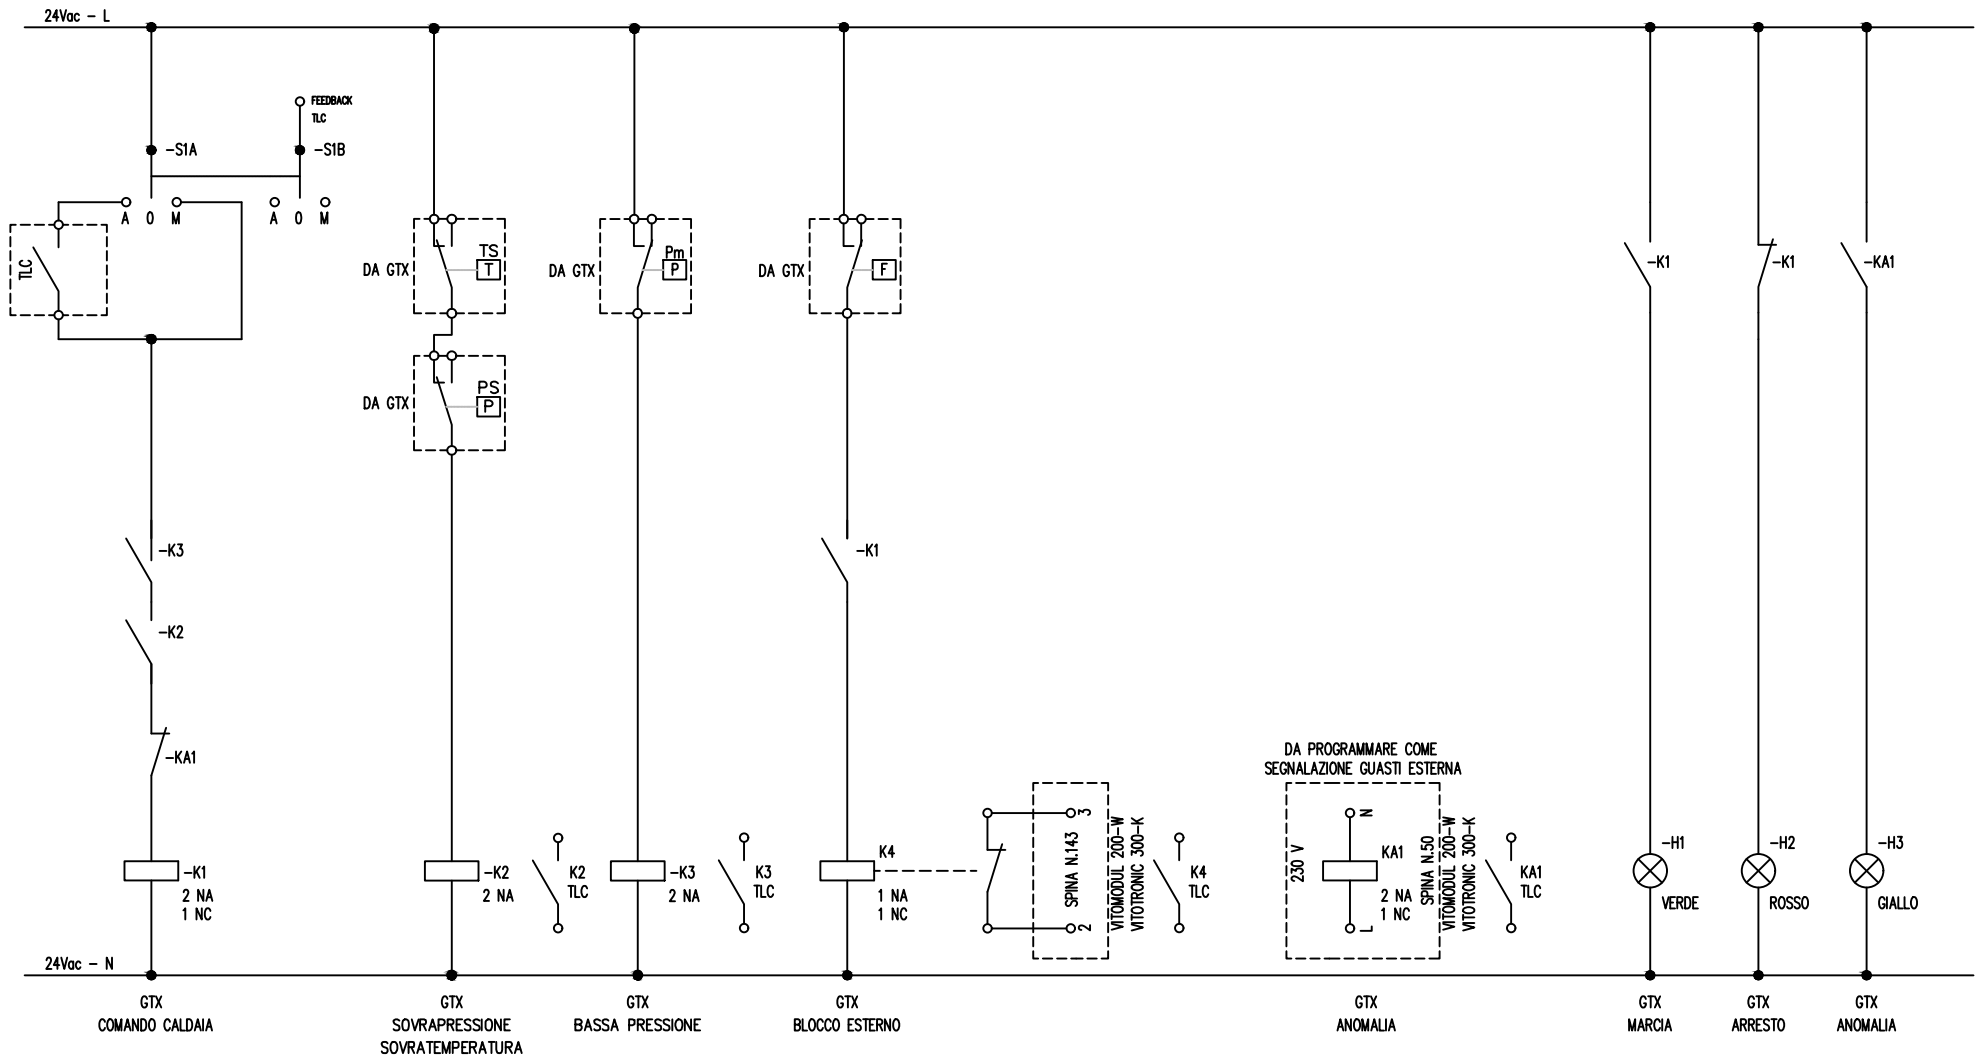 24Vac - L
FEEDBACK
TLC
-S1A
-S1B
A 0 M
A 0 M
TLC
DA GTX
TS
T
DA GTX
Pm
P
DA GTX
F
DA GTX
PS
P
-K1
-K1
-KA1
-K3
-K2
-KA1
-K1
DA PROGRAMMARE COME
SEGNALAZIONE GUASTI ESTERNA
-K1
2 NA
1 NC
-K2
2 NA
K2
TLC
-K3
2 NA
K3
TLC
K4
1 NA
1 NC
3
2
SPINA N.143
VITOMODUL 200-W
VITOTRONIC 300-K
K4
TLC
230 V
N
L
KA1
2 NA
1 NC
SPINA N.50
VITOMODUL 200-W
VITOTRONIC 300-K
KA1
TLC
-H1
VERDE
-H2
ROSSO
-H3
GIALLO
24Vac - N
GTX
COMANDO CALDAIA
GTX
SOVRAPRESSIONE
SOVRATEMPERATURA
GTX
BASSA PRESSIONE
GTX
BLOCCO ESTERNO
GTX
ANOMALIA
GTX
MARCIA
GTX
ARRESTO
GTX
ANOMALIA